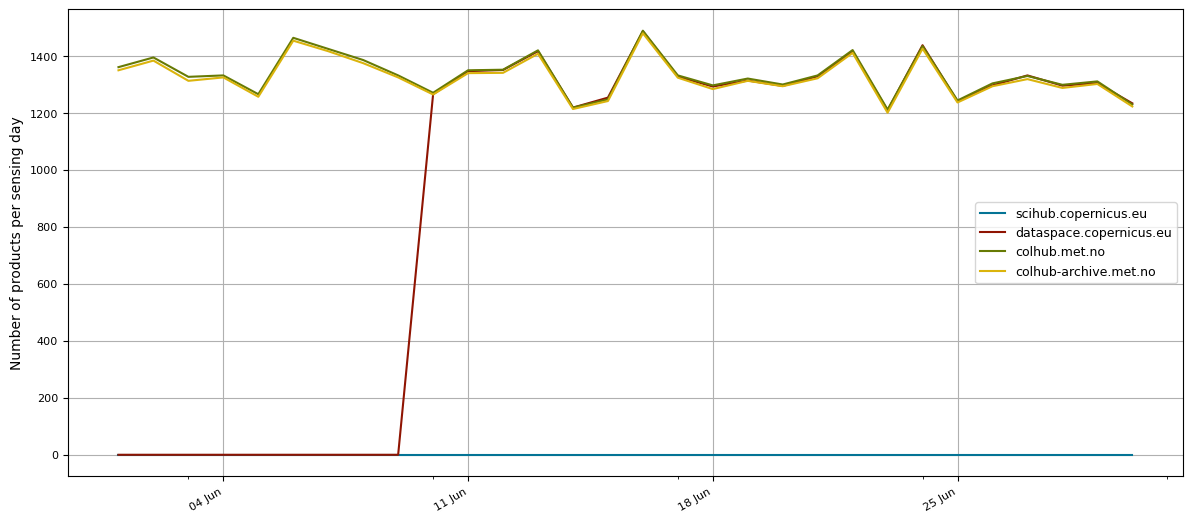 Number of products per sensing day
1400
1200
1000
800
600
400
200
0
04 Jun
11 Jun
18 Jun
25 Jun
scihub.copernicus.eu
dataspace.copernicus.eu
colhub.met.no
colhub-archive.met.no